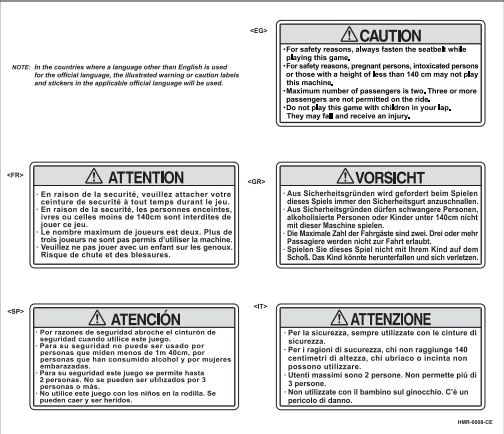 <EG>
CAUTION
NOTE: In the countries where a language other than English is used
for the official language, the illustrated warning or caution labels
and stickers in the applicable official language will be used.
·For safety reasons, always fasten the seatbelt while
playing this game.
·For safety reasons, pregnant persons, intoxicated persons
or those with a height of less than 140 cm may not play
this machine.
·Maximum number of passengers is two. Three or more
passengers are not permitted on the ride.
·Do not play this game with children in your lap.
They may fall and receive an injury.
<FR>
ATTENTION
· En raison de la securité, veuillez attacher votre
ceinture de securité à tout temps durant le jeu.
· En raison de la securité, les personnes enceintes,
ivres ou celles moins de 140cm sont interdites de
jouer ce jeu.
· Le nombre maximum de joueurs est deux. Plus de
trois joueurs ne sont pas permis d'utiliser la machine.
· Veuillez ne pas jouer avec un enfant sur les genoux.
Risque de chute et des blessures.
<GR>
VORSICHT
· Aus Sicherheitsgründen wird gefordert beim Spielen
dieses Spiels immer den Sicherheitsgurt anzuschnallen.
· Aus Sicherheitsgründen dürfen schwangere Personen,
alkoholisierte Personen oder Kinder unter 140cm nicht
mit dieser Maschine spielen.
· Die Maximale Zahl der Fahrgäste sind zwei. Drei oder mehr
Passagiere werden nicht zur Fahrt erlaubt.
· Spielen Sie dieses Spiel nicht mit Ihrem Kind auf dem
Schoß. Das Kind könnte herunterfallen und sich verletzen.
<SP>
ATENCIÓN
· Por razones de seguridad abroche el cinturón de
seguridad cuando utilice este juego.
· Para su seguridad no puede ser usado por
personas que miden menos de 1m 40cm, por
personas que han consumido alcohol y por mujeres
embarazadas.
· Para su seguridad este juego se permite hasta
2 personas. No se pueden ser utilizados por 3
personas o más.
· No utilice este juego con los niños en la rodilla. Se
pueden caer y ser heridos.
<IT>
ATTENZIONE
· Per la sicurezza, sempre utilizzate con le cinture di
sicurezza.
· Per i ragioni di sucurezza, chi non raggiunge 140
centimetri di altezza, chi ubriaco o incinta non
possono utilizzare.
· Utenti massimi sono 2 persone. Non permette più di
3 persone.
· Non utilizzate con il bambino sul ginocchio. C'è un
pericolo di danno.
HMR-0008-CE